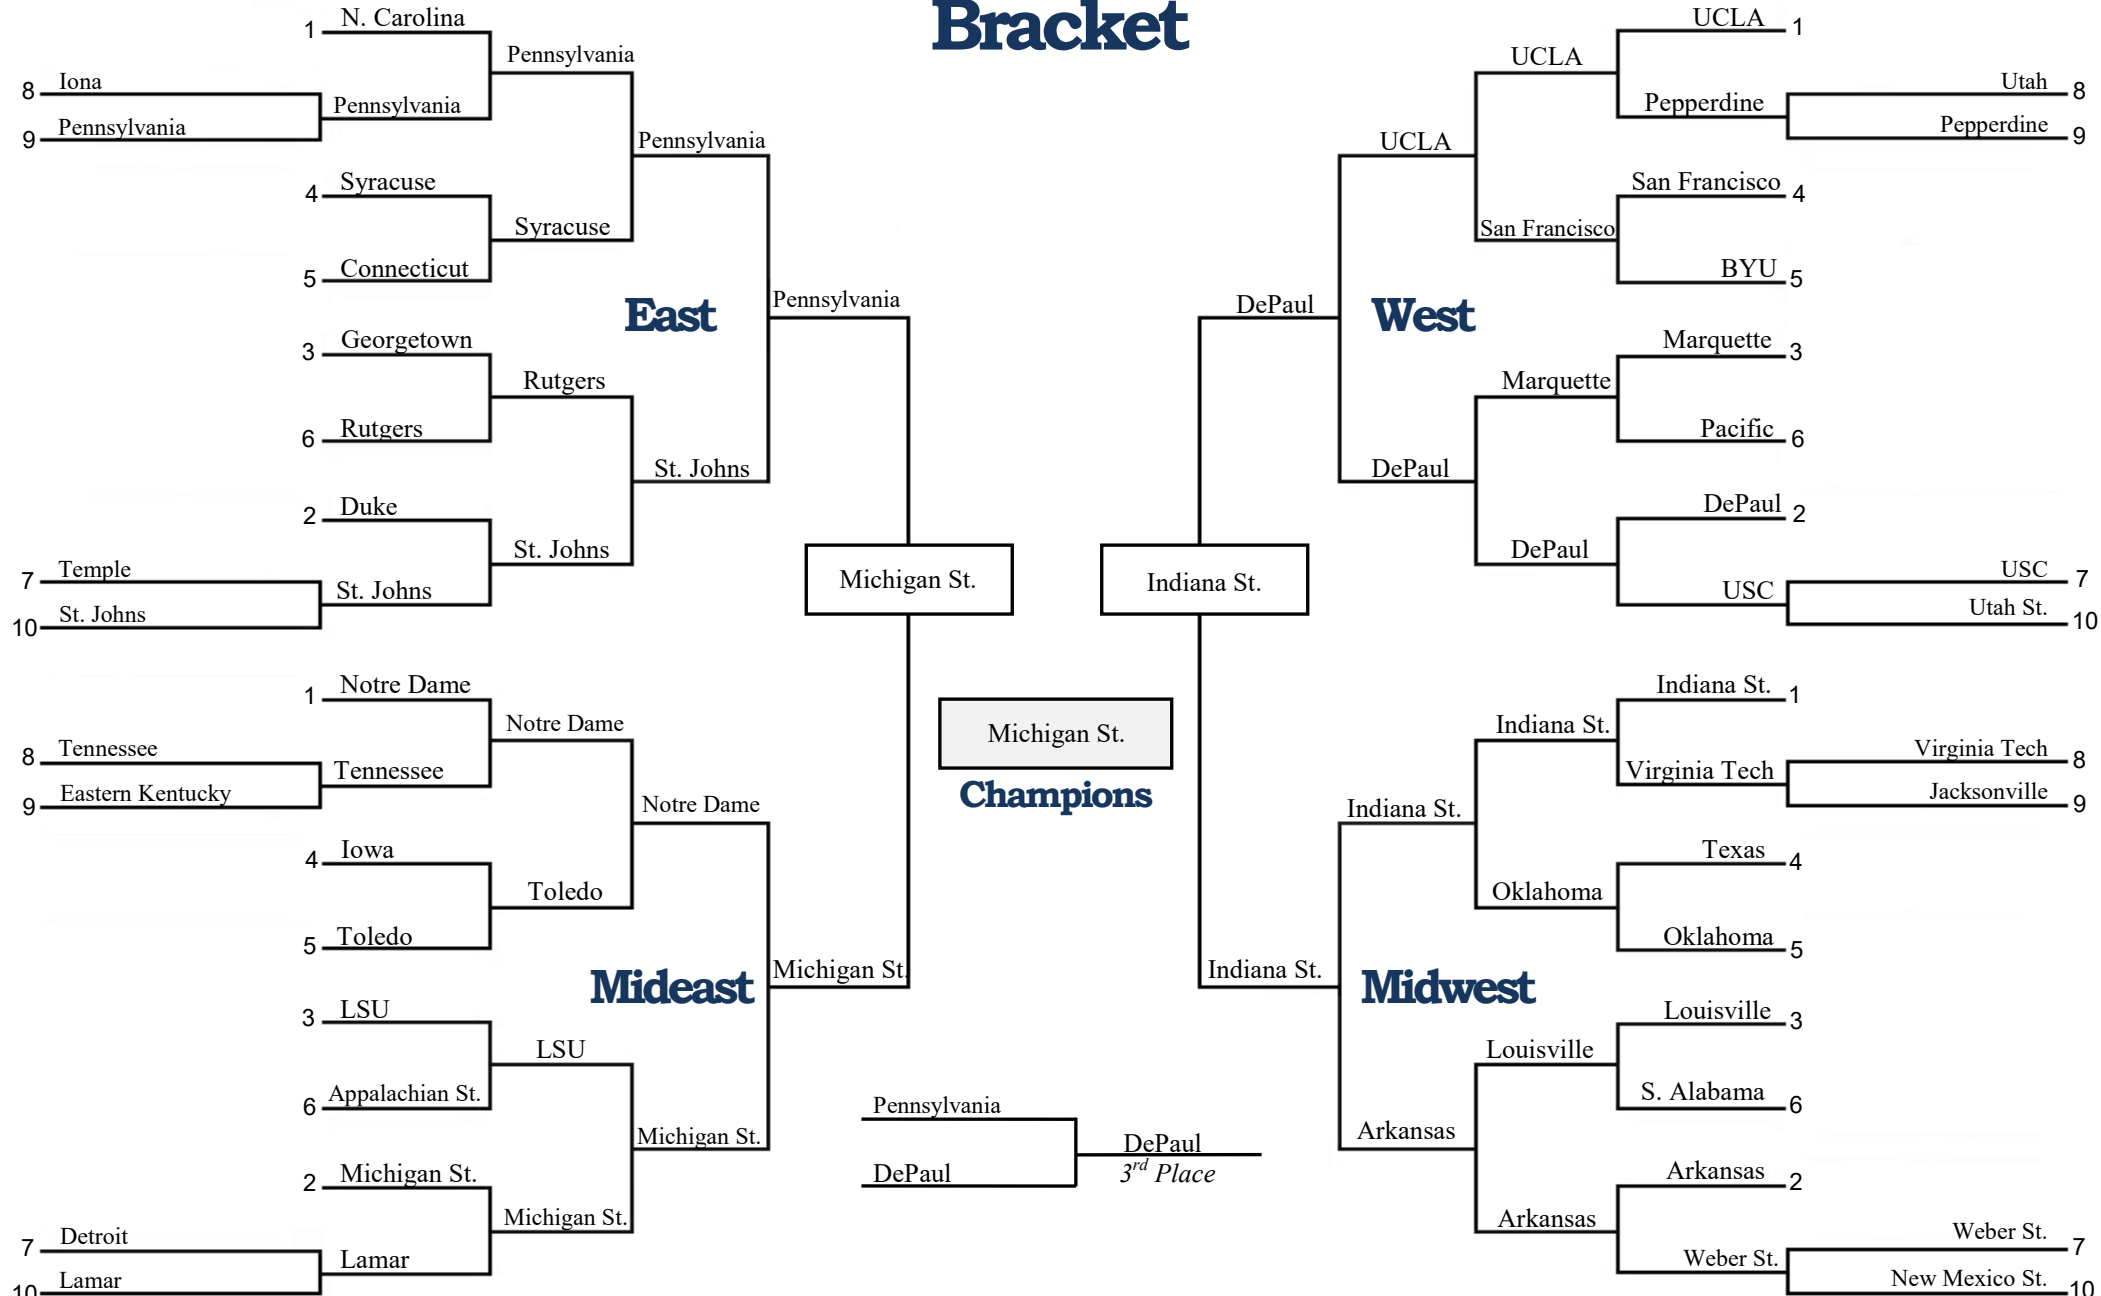 Bracket
1 N. Carolina
Pennsylvania
8 Iona
Pennsylvania
9 Pennsylvania
Pennsylvania
4 Syracuse
Syracuse
5 Connecticut
East
Pennsylvania
3 Georgetown
Rutgers
6 Rutgers
St. Johns
2 Duke
St. Johns
7 Temple
St. Johns
10 St. Johns
Michigan St.
1 Notre Dame
Notre Dame
8 Tennessee
Tennessee
9 Eastern Kentucky
Notre Dame
4 Iowa
Toledo
5 Toledo
Mideast
Michigan St.
3 LSU
LSU
6 Appalachian St.
Michigan St.
2 Michigan St.
Michigan St.
7 Detroit
Lamar
10 Lamar
Michigan St.
Champions
Pennsylvania
DePaul
DePaul
3rd Place
UCLA 1
UCLA
Utah 8
Pepperdine
Pepperdine 9
UCLA
San Francisco 4
San Francisco
BYU 5
DePaul
West
Marquette 3
Marquette
Pacific 6
DePaul
DePaul 2
DePaul
USC 7
USC
Utah St. 10
Indiana St.
Indiana St. 1
Indiana St.
Virginia Tech 8
Virginia Tech
Jacksonville 9
Indiana St.
Texas 4
Oklahoma
Oklahoma 5
Indiana St.
Midwest
Louisville 3
Louisville
S. Alabama 6
Arkansas
Arkansas 2
Arkansas
Weber St. 7
Weber St.
New Mexico St. 10